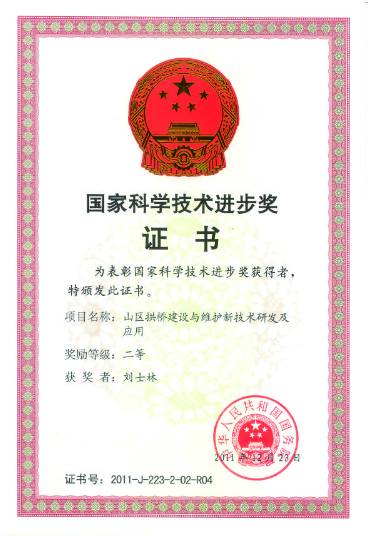 国家科学技术进步奖
证书
为表彰国家科学技术进步奖获得者，
特颁发此证书。
项目名称：山区拱桥建设与维护新技术研发及
应用
奖励等级：二等
获奖者：刘士林
中华人民共和国国务院
2011年12月23日
证书号：2011-J-223-2-02-R04